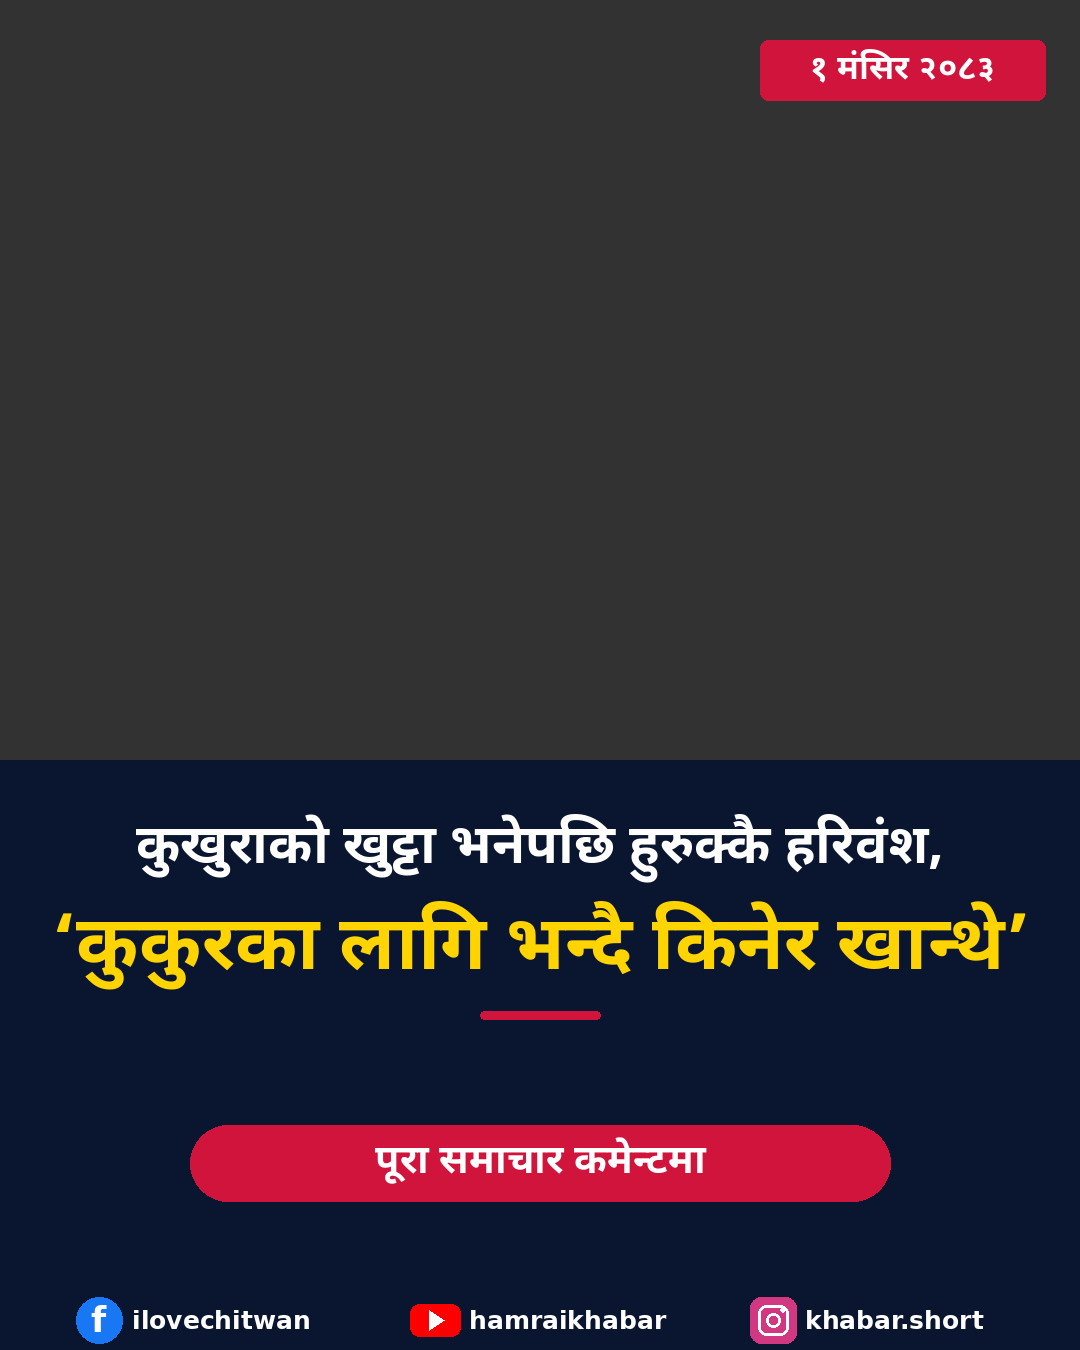 १ मंसिर २०८३
कुखुराको खुट्टा भनेपछि हुरुक्कै हरिवंश,
‘कुकुरका लागि भन्दै किनेर खान्थे’
पूरा समाचार कमेन्टमा
ilovechitwan
hamraikhabar
khabar.short